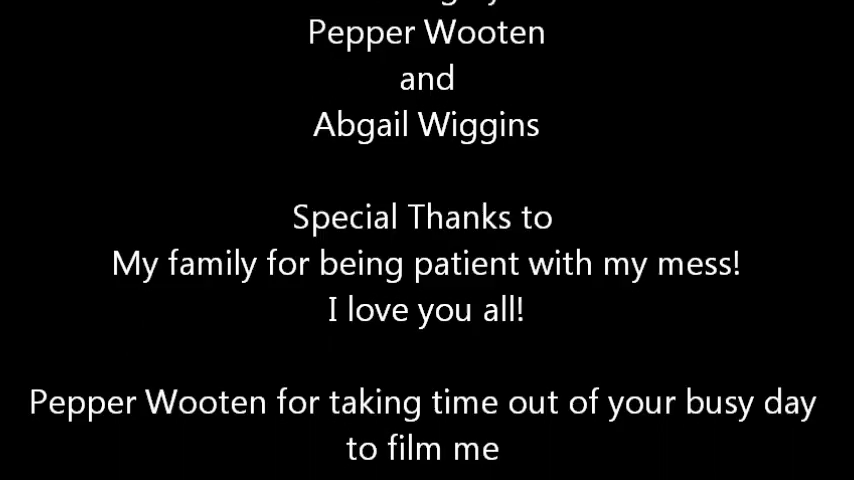 Pepper Wooten
and
Abgail Wiggins
Special Thanks to
My family for being patient with my mess!
I love you all!
Pepper Wooten for taking time out of your busy day
to film me